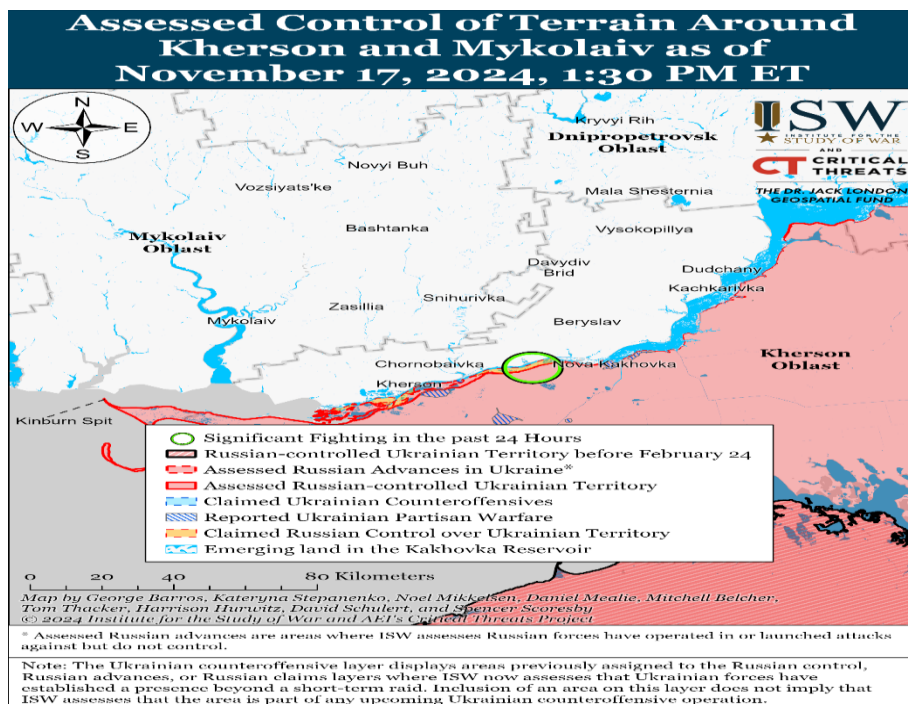 Assessed Control of Terrain Around
Kherson and Mykolaiv as of
November 17, 2024, 1:30 PM ET
N
W E
S
ISW
INSTITUTE FOR THE
STUDY OF WAR
AND
CT CRITICAL
THREATS
THE DR. JACK LONDON
GEOSPATIAL FUND
Kryvyi Rih
Dnipropetrovsk
Oblast
Novyi Buh
Vozsiyats'ke
Mala Shesternia
Bashtanka
Vysokopillya
Mykolaiv
Oblast
Davydiv
Brid
Dudchany
Kachkarivka
Snihurivka
Zasillia
Mykolaiv
Beryslav
Chornobaivka
Nova Kakhovka
Kherson
Oblast
Kherson
Kinburn Spit
Significant Fighting in the past 24 Hours
Russian-controlled Ukrainian Territory before February 24
Assessed Russian Advances in Ukraine*
Assessed Russian-controlled Ukrainian Territory
Claimed Ukrainian Counteroffensives
Reported Ukrainian Partisan Warfare
Claimed Russian Control over Ukrainian Territory
Emerging land in the Kakhovka Reservoir
0 20 40 80 Kilometers
Map by George Barros, Kateryna Stepanenko, Noel Mikkelsen, Daniel Mealie, Mitchell Belcher,
Tom Thacker, Harrison Hurwitz, David Schulert, and Spencer Scoresby
© 2024 Institute for the Study of War and AEI's Critical Threats Project
* Assessed Russian advances are areas where ISW assesses Russian forces have operated in or launched attacks
against but do not control.
Note: The Ukrainian counteroffensive layer displays areas previously assigned to the Russian control,
Russian advances, or Russian claims layers where ISW now assesses that Ukrainian forces have
established a presence beyond a short-term raid. Inclusion of an area on this layer does not imply that
ISW assesses that the area is part of any upcoming Ukrainian counteroffensive operation.